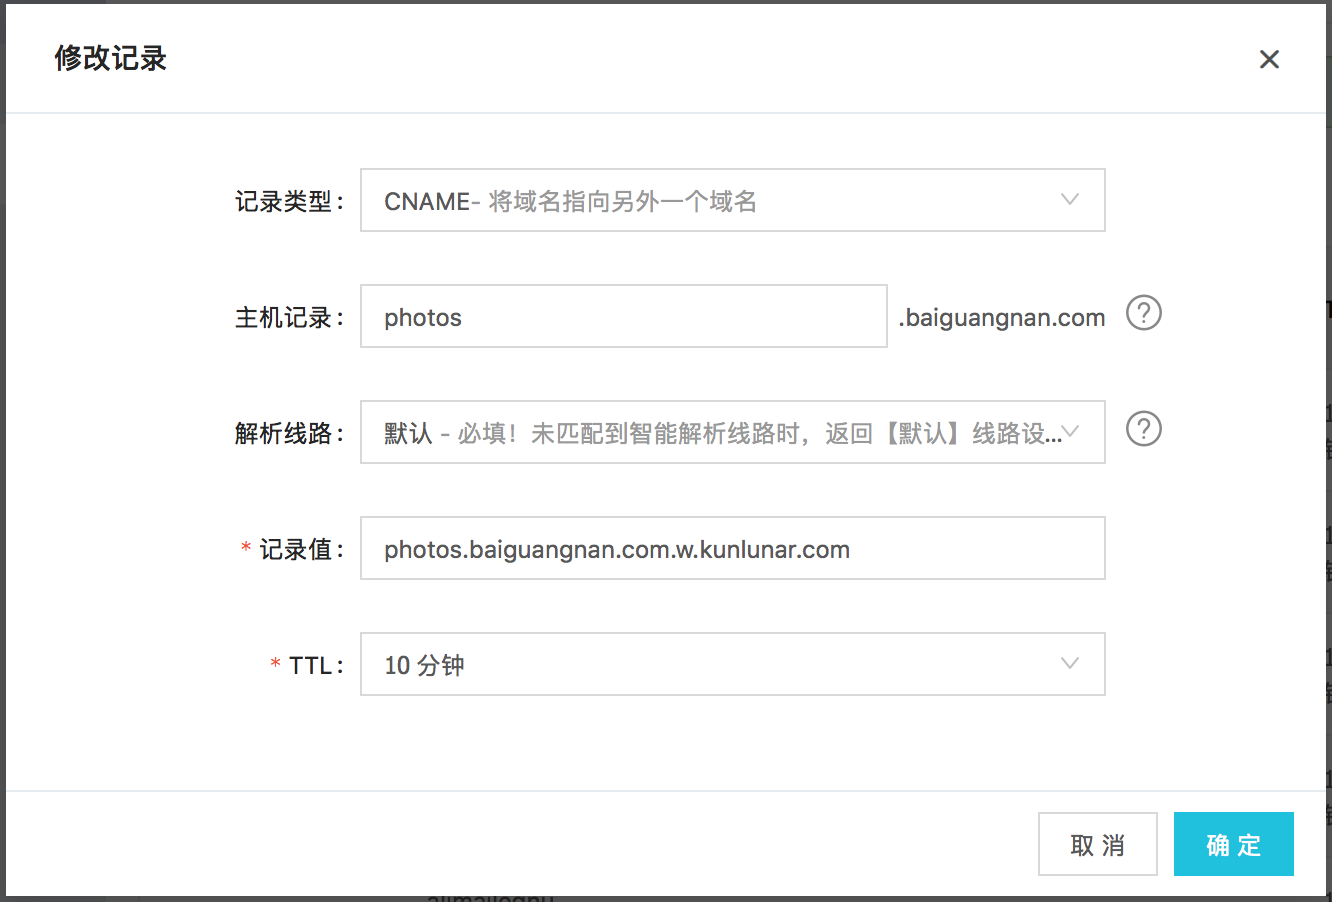 修改记录
记录类型：
CNAME- 将域名指向另外一个域名
主机记录：
photos
.baiguangnan.com
?
解析线路：
默认 - 必填！未匹配到智能解析线路时，返回【默认】线路设...
?
* 记录值：
photos.baiguangnan.com.w.kunlunar.com
* TTL：
10 分钟
取 消
确 定